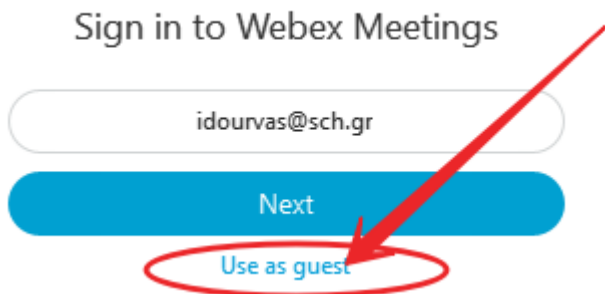 Sign in to Webex Meetings
idourvas@sch.gr
Next
Use as guest